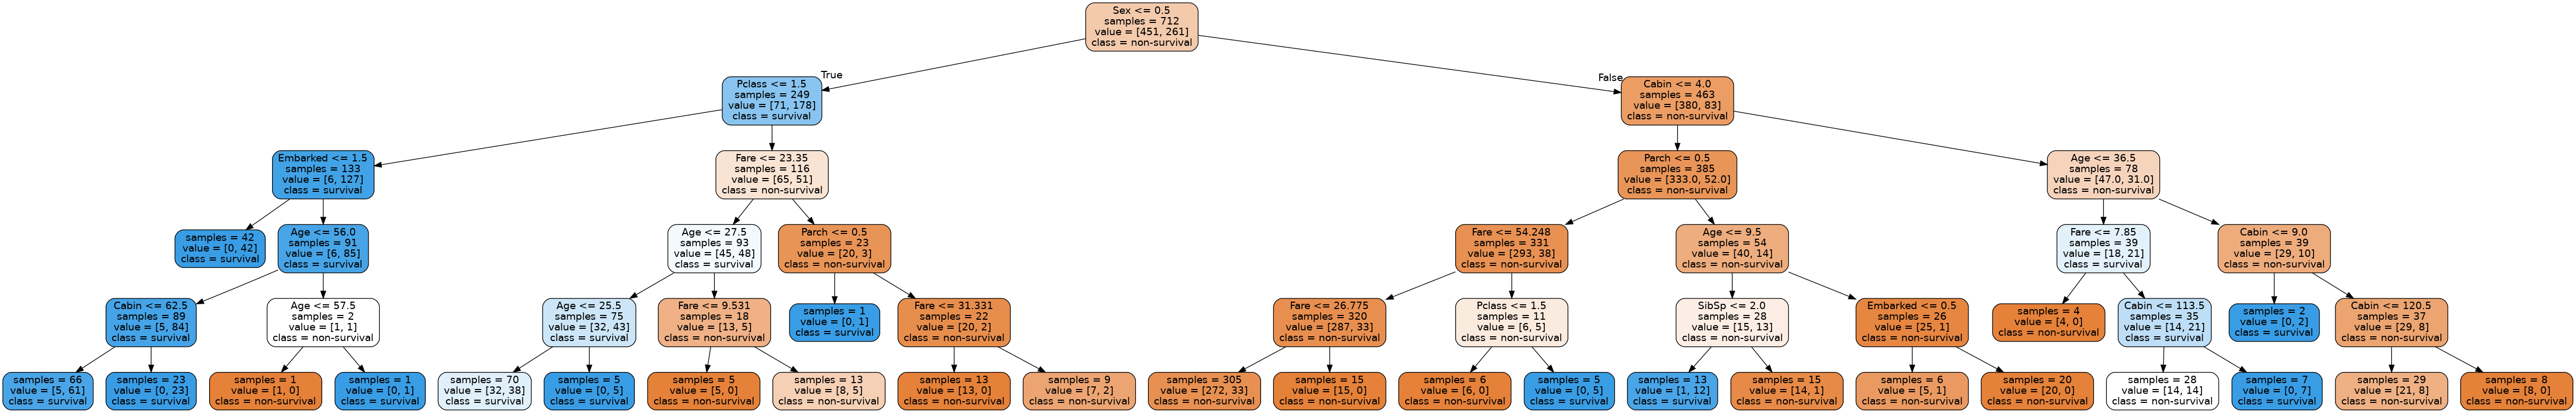 Sex <= 0.5
samples = 712
value = [451, 261]
class = non-survival
True
False
Pclass <= 1.5
samples = 249
value = [71, 178]
class = survival
Cabin <= 4.0
samples = 463
value = [380, 83]
class = non-survival
Embarked <= 1.5
samples = 133
value = [6, 127]
class = survival
Fare <= 23.35
samples = 116
value = [65, 51]
class = non-survival
Parch <= 0.5
samples = 385
value = [333.0, 52.0]
class = non-survival
Age <= 36.5
samples = 78
value = [47.0, 31.0]
class = non-survival
samples = 42
value = [0, 42]
class = survival
Age <= 56.0
samples = 91
value = [6, 85]
class = survival
Age <= 27.5
samples = 93
value = [45, 48]
class = survival
Parch <= 0.5
samples = 23
value = [20, 3]
class = non-survival
Fare <= 54.248
samples = 331
value = [293, 38]
class = non-survival
Age <= 9.5
samples = 54
value = [40, 14]
class = non-survival
Fare <= 7.85
samples = 39
value = [18, 21]
class = survival
Cabin <= 9.0
samples = 39
value = [29, 10]
class = non-survival
Cabin <= 62.5
samples = 89
value = [5, 84]
class = survival
Age <= 57.5
samples = 2
value = [1, 1]
class = non-survival
Age <= 25.5
samples = 75
value = [32, 43]
class = survival
Fare <= 9.531
samples = 18
value = [13, 5]
class = non-survival
samples = 1
value = [0, 1]
class = survival
Fare <= 31.331
samples = 22
value = [20, 2]
class = non-survival
Fare <= 26.775
samples = 320
value = [287, 33]
class = non-survival
Pclass <= 1.5
samples = 11
value = [6, 5]
class = non-survival
SibSp <= 2.0
samples = 28
value = [15, 13]
class = non-survival
Embarked <= 0.5
samples = 26
value = [25, 1]
class = non-survival
samples = 4
value = [4, 0]
class = non-survival
Cabin <= 113.5
samples = 35
value = [14, 21]
class = survival
samples = 2
value = [0, 2]
class = survival
Cabin <= 120.5
samples = 37
value = [29, 8]
class = non-survival
samples = 66
value = [5, 61]
class = survival
samples = 23
value = [0, 23]
class = survival
samples = 1
value = [1, 0]
class = non-survival
samples = 1
value = [0, 1]
class = survival
samples = 70
value = [32, 38]
class = survival
samples = 5
value = [0, 5]
class = survival
samples = 5
value = [5, 0]
class = non-survival
samples = 13
value = [8, 5]
class = non-survival
samples = 13
value = [13, 0]
class = non-survival
samples = 9
value = [7, 2]
class = non-survival
samples = 305
value = [272, 33]
class = non-survival
samples = 15
value = [15, 0]
class = non-survival
samples = 6
value = [6, 0]
class = non-survival
samples = 5
value = [0, 5]
class = survival
samples = 13
value = [1, 12]
class = survival
samples = 15
value = [14, 1]
class = non-survival
samples = 6
value = [5, 1]
class = non-survival
samples = 20
value = [20, 0]
class = non-survival
samples = 28
value = [14, 14]
class = non-survival
samples = 7
value = [0, 7]
class = survival
samples = 29
value = [21, 8]
class = non-survival
samples = 8
value = [8, 0]
class = non-survival